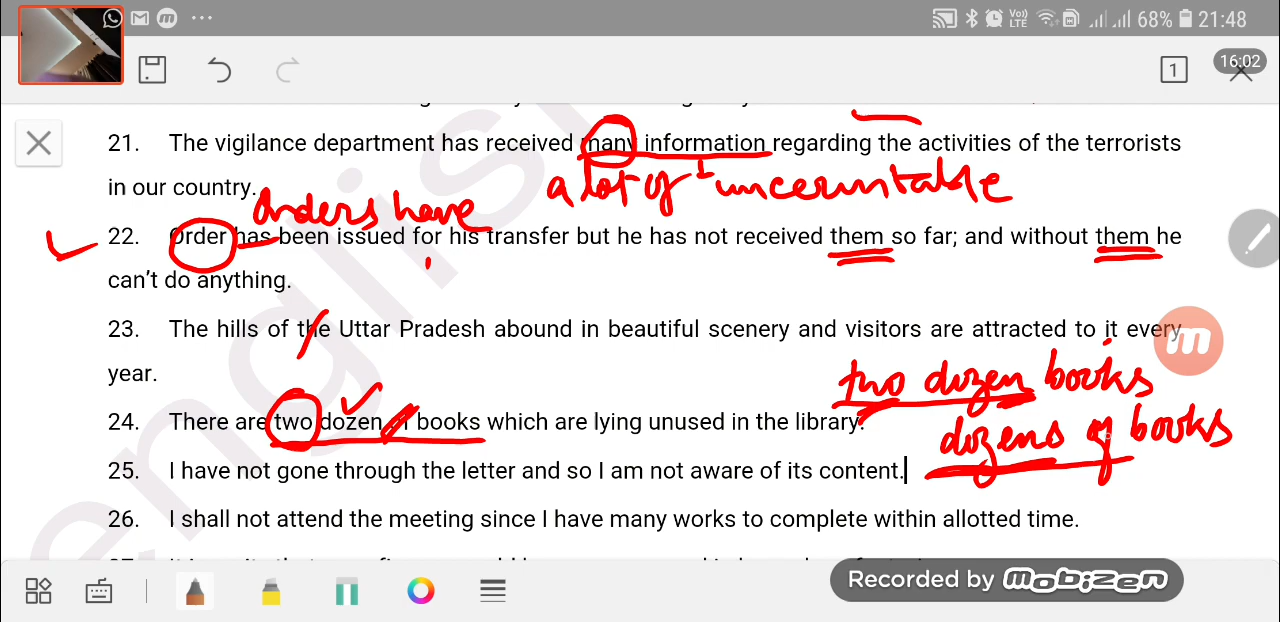 Vo))
LTE
68%
21:48
1
16:02
21. The vigilance department has received many information regarding the activities of the terrorists
a lot of uncountable
in our country.
Orders have
22. Order has been issued for his transfer but he has not received them so far; and without them he
can't do anything.
23. The hills of the Uttar Pradesh abound in beautiful scenery and visitors are attracted to it every
year.
two dozen books
24. There are two dozen books which are lying unused in the library.
dozens of books
25. I have not gone through the letter and so I am not aware of its content.
26. I shall not attend the meeting since I have many works to complete within allotted time.
Recorded by mobizen
englis